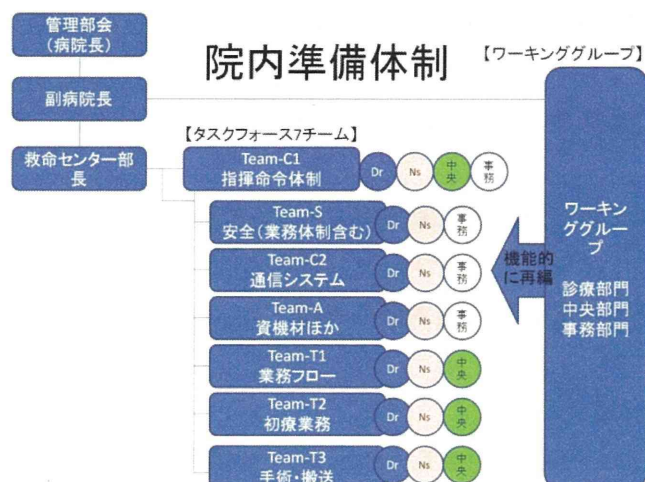 管理部会
(病院長)
院内準備体制
【ワーキンググループ】
副病院長
【タスクフォース7チーム】
救命センター部
長
Team-C1
指揮命令体制
Dr
Ns
中
央
事
務
Team-S
安全(業務体制含む)
Dr
Ns
事
務
Team-C2
通信システム
Dr
Ns
事
務
Team-A
資機材ほか
Dr
Ns
事
務
Team-T1
業務フロー
Dr
Ns
中
央
Team-T2
初療業務
Dr
Ns
中
央
Team-T3
手術・搬送
Dr
Ns
中
央
機能的
に再編
ワーキン
ググルー
プ
診療部門
中央部門
事務部門